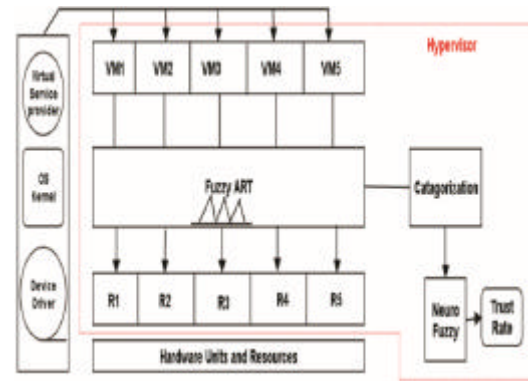 Hypervisor
Virtual
Service
provider
VM1 VM2 VM3 VM4 VM5
OS
Kernel
Fuzzy ART
Catagorization
Device
Driver
R1 R2 R3 R4 R5
Neuro
Fuzzy
Trust
Rate
Hardware Units and Resources